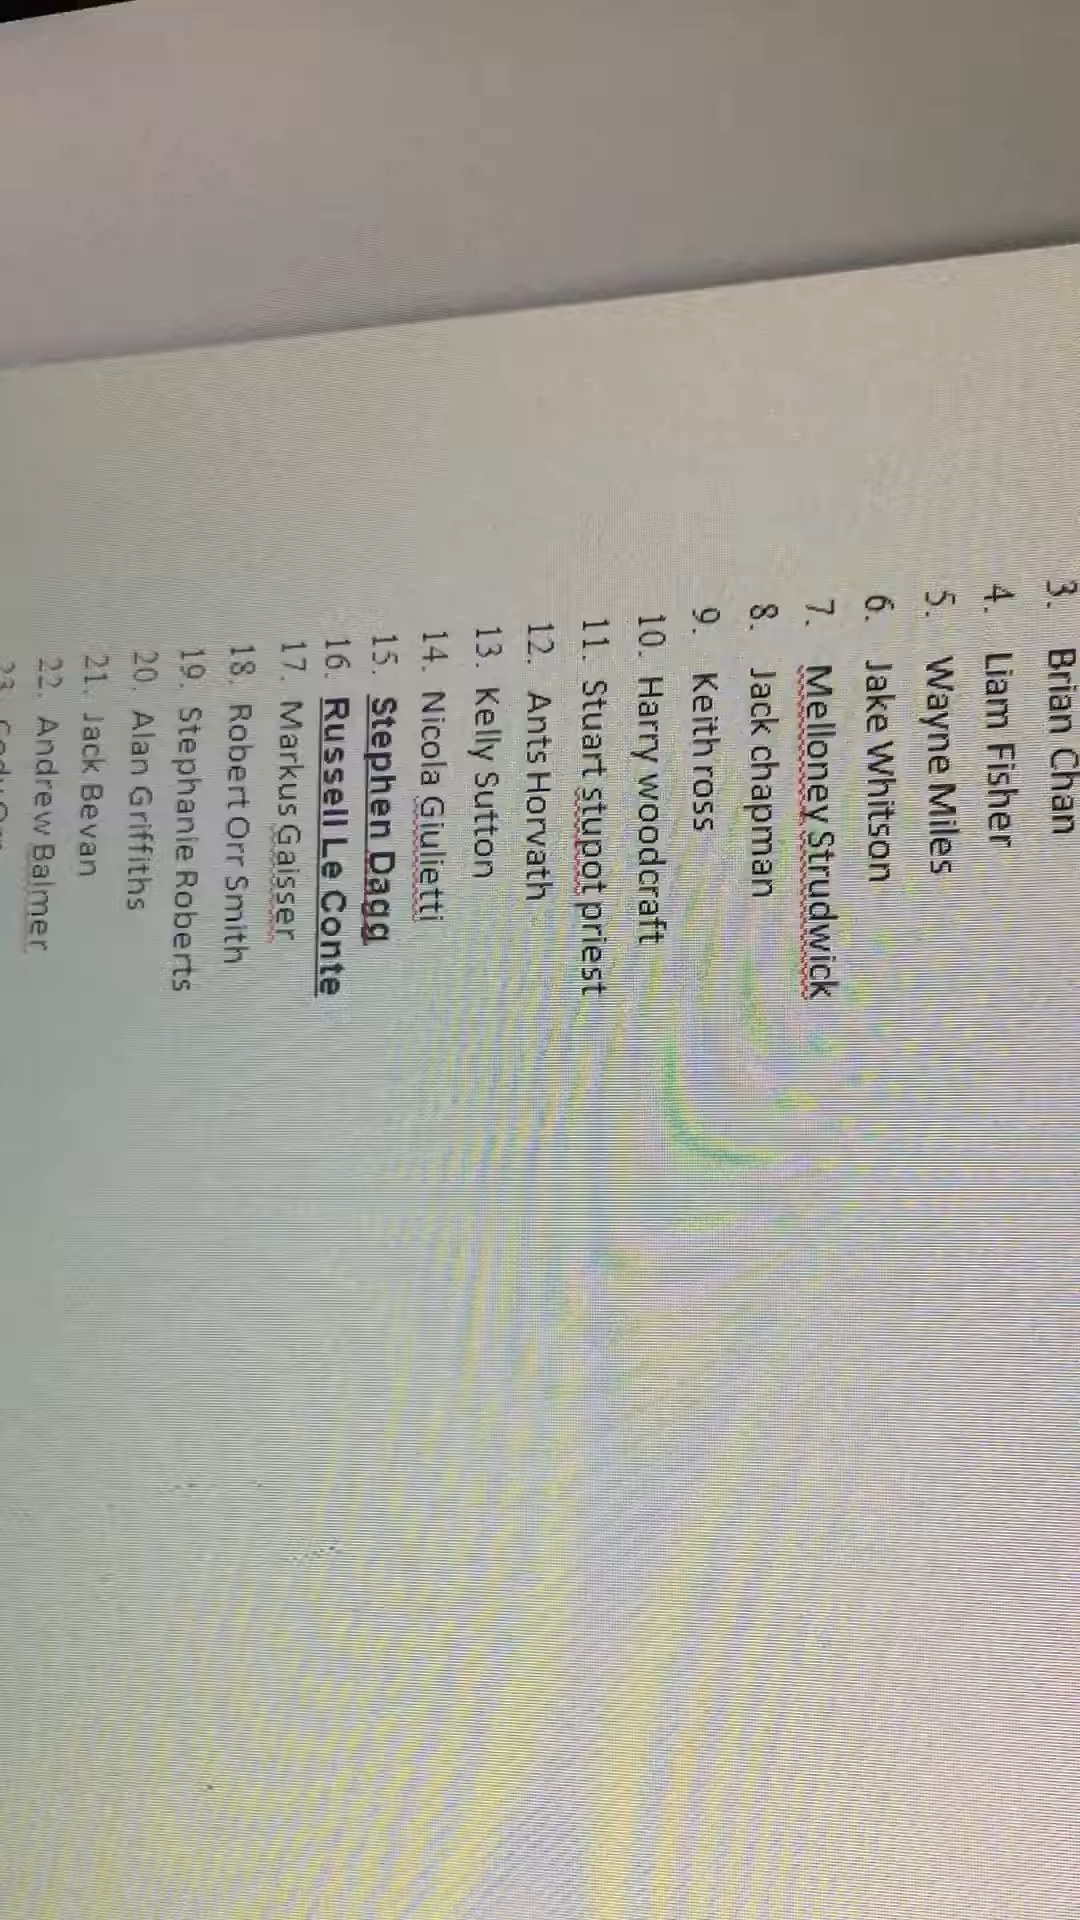 3. Brian Chan
4. Liam Fisher
5. Wayne Miles
6. Jake Whitson
7. Melloney Strudwick
8. Jack chapman
9. Keith ross
10. Harry woodcraft
11. Stuart stupot priest
12. Ants Horvath
13. Kelly Sutton
14. Nicola Giulietti
15. Stephen Dagg
16. Russell Le Conte
17. Markus Gaisser
18. Robert Orr Smith
19. Stephanie Roberts
20. Alan Griffiths
21. Jack Bevan
22. Andrew Balmer
23.